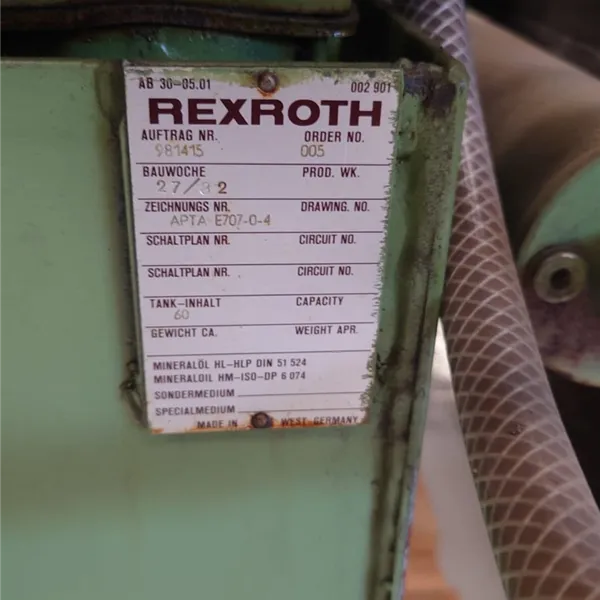 AB 30-05.01 002 901
REXROTH
AUFTRAG NR. ORDER NO.
981415 005
BAUWOCHE PROD. WK.
27/82
ZEICHNUNGS NR. DRAWING. NO.
APTA E707-0-4
SCHALTPLAN NR. CIRCUIT NO.
SCHALTPLAN NR. CIRCUIT NO.
TANK-INHALT CAPACITY
60
GEWICHT CA. WEIGHT APR.
MINERALÖL HL-HLP DIN 51 524
MINERALOIL HM-ISO-DP 6 074
SONDERMEDIUM
SPECIALMEDIUM
MADE IN WEST-GERMANY